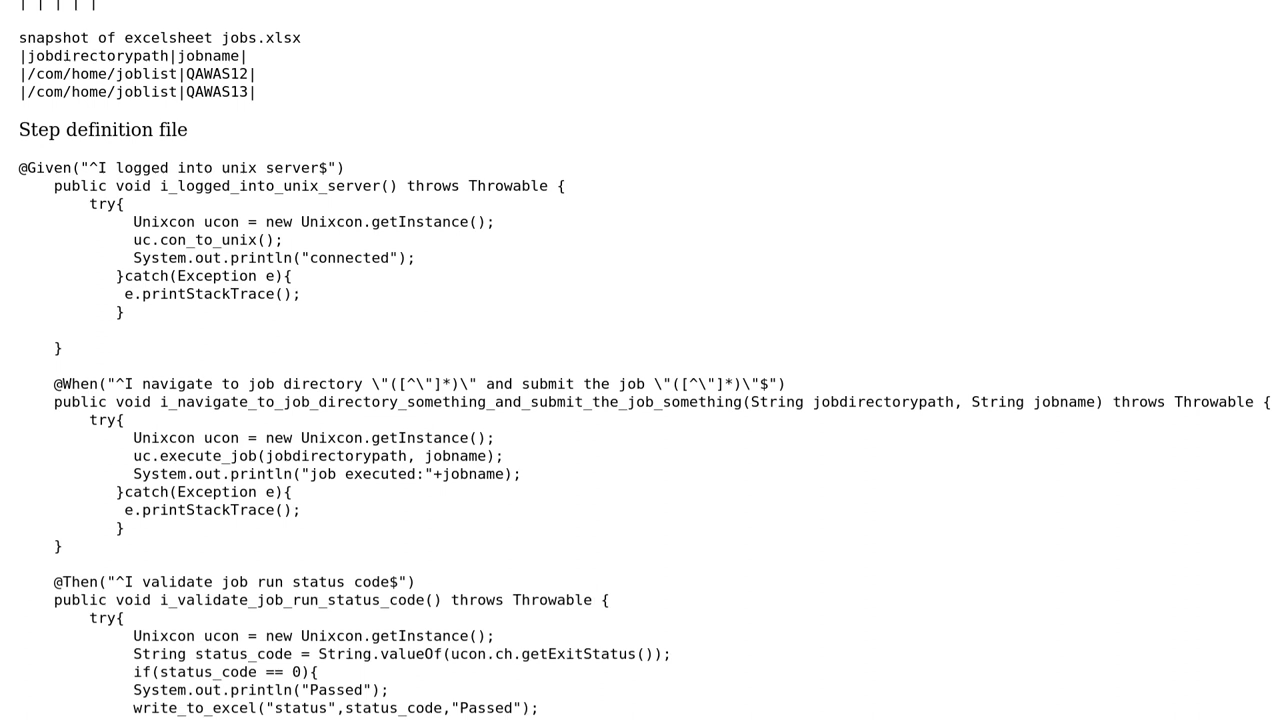 | | | | |
snapshot of excelsheet jobs.xlsx
|jobdirectorypath|jobname|
|/com/home/joblist|QAWAS12|
|/com/home/joblist|QAWAS13|
Step definition file
@Given("^I logged into unix server$")
    public void i_logged_into_unix_server() throws Throwable {
        try{
             Unixcon ucon = new Unixcon.getInstance();
             uc.con_to_unix();
             System.out.println("connected");
           }catch(Exception e){
            e.printStackTrace();
           }
    }
    @When("^I navigate to job directory \"([^\"]*)\" and submit the job \"([^\"]*)\"$")
    public void i_navigate_to_job_directory_something_and_submit_the_job_something(String jobdirectorypath, String jobname) throws Throwable {
        try{
             Unixcon ucon = new Unixcon.getInstance();
             uc.execute_job(jobdirectorypath, jobname);
             System.out.println("job executed:"+jobname);
           }catch(Exception e){
            e.printStackTrace();
           }
    }
    @Then("^I validate job run status code$")
    public void i_validate_job_run_status_code() throws Throwable {
        try{
             Unixcon ucon = new Unixcon.getInstance();
             String status_code = String.valueOf(ucon.ch.getExitStatus());
             if(status_code == 0){
             System.out.println("Passed");
             write_to_excel("status",status_code,"Passed");